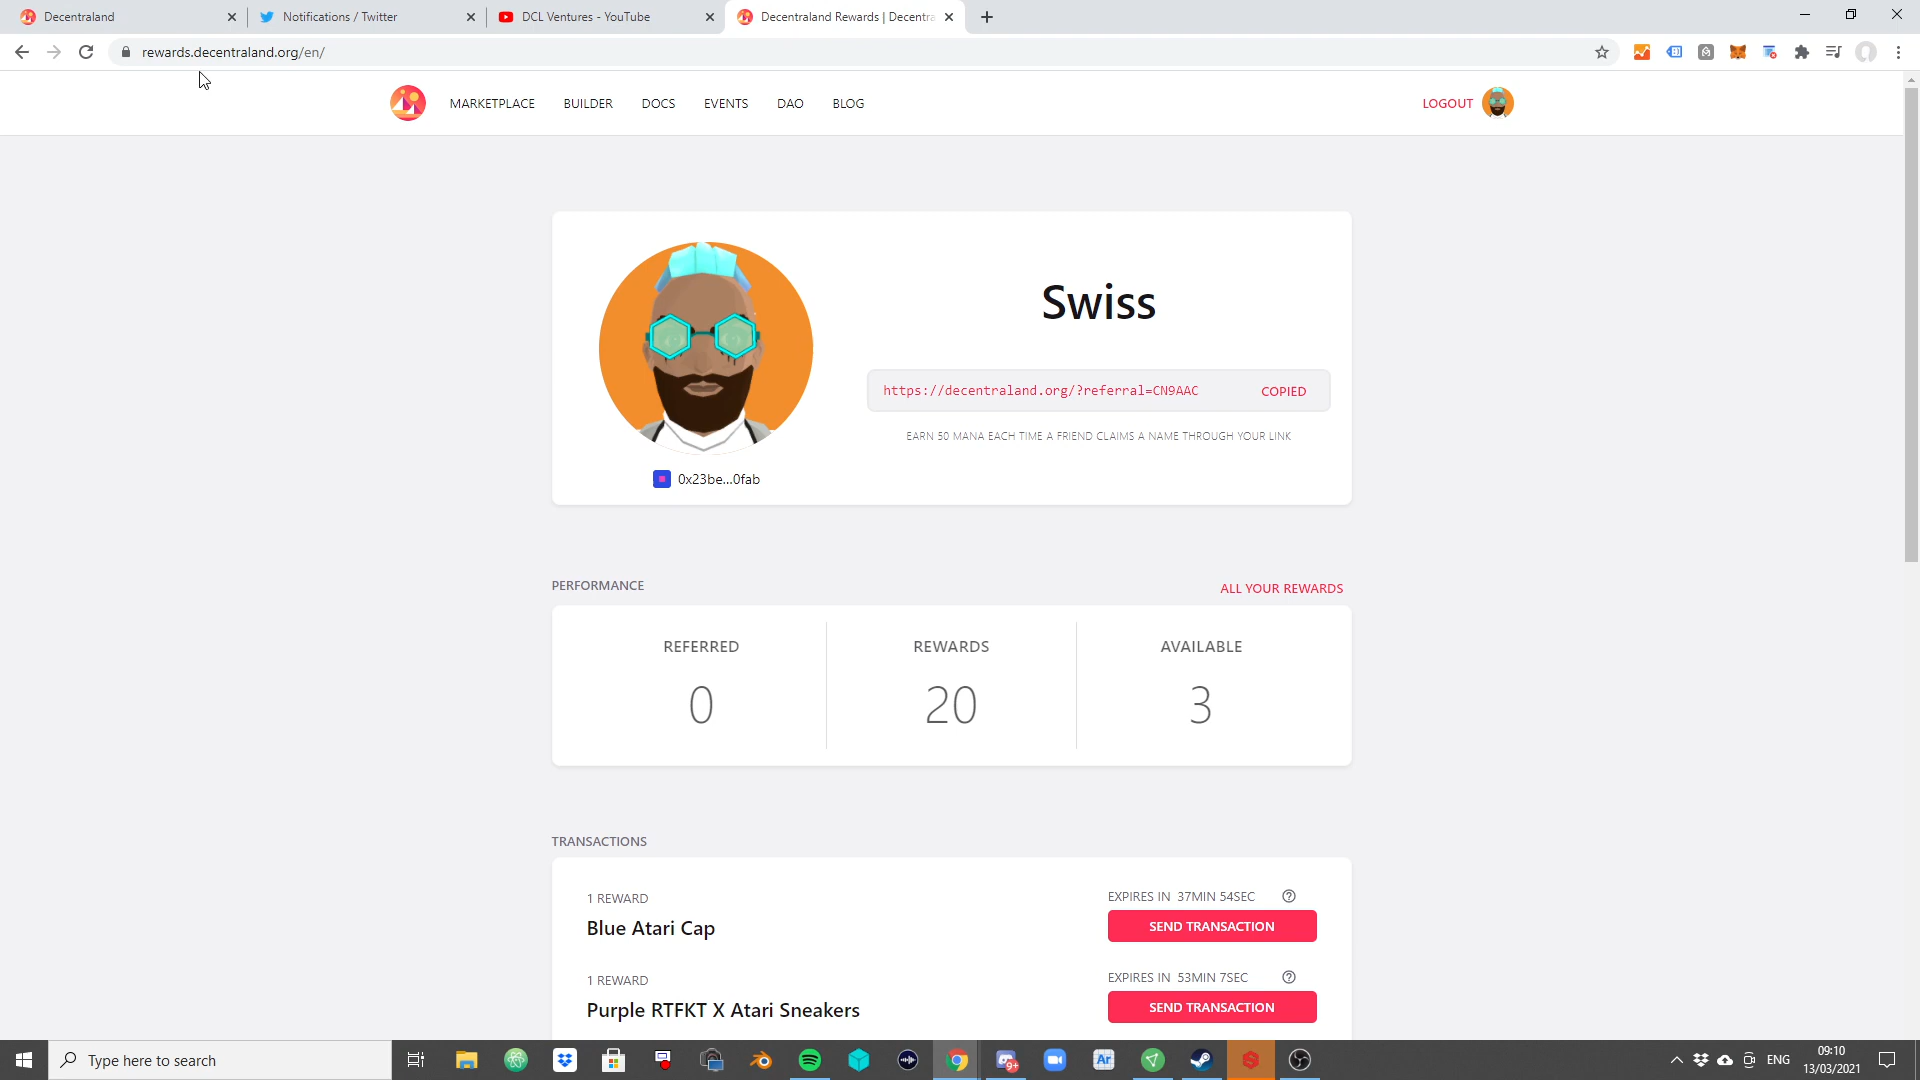 Decentraland
Notifications / Twitter
DCL Ventures - YouTube
Decentraland Rewards | Decentra
rewards.decentraland.org/en/
MARKETPLACE
BUILDER
DOCS
EVENTS
DAO
BLOG
LOGOUT
Swiss
https://decentraland.org/?referral=CN9AAC
COPIED
EARN 50 MANA EACH TIME A FRIEND CLAIMS A NAME THROUGH YOUR LINK
0x23be...0fab
PERFORMANCE
ALL YOUR REWARDS
REFERRED
REWARDS
AVAILABLE
0
20
3
TRANSACTIONS
1 REWARD
EXPIRES IN 37MIN 54SEC
Blue Atari Cap
SEND TRANSACTION
1 REWARD
EXPIRES IN 53MIN 7SEC
Purple RTFKT X Atari Sneakers
SEND TRANSACTION
Type here to search
9+
Ar
ENG
09:10
13/03/2021